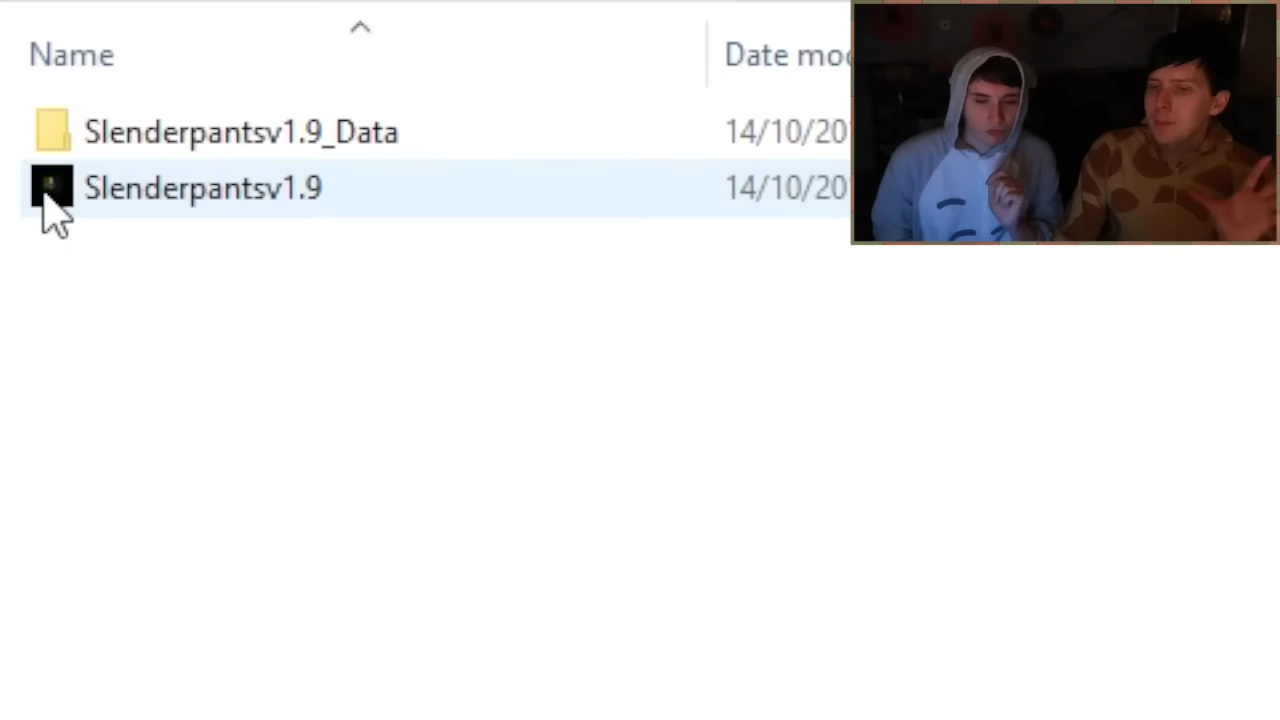 Name
Date mo
Slenderpantsv1.9_Data
14/10/20
Slenderpantsv1.9
14/10/20